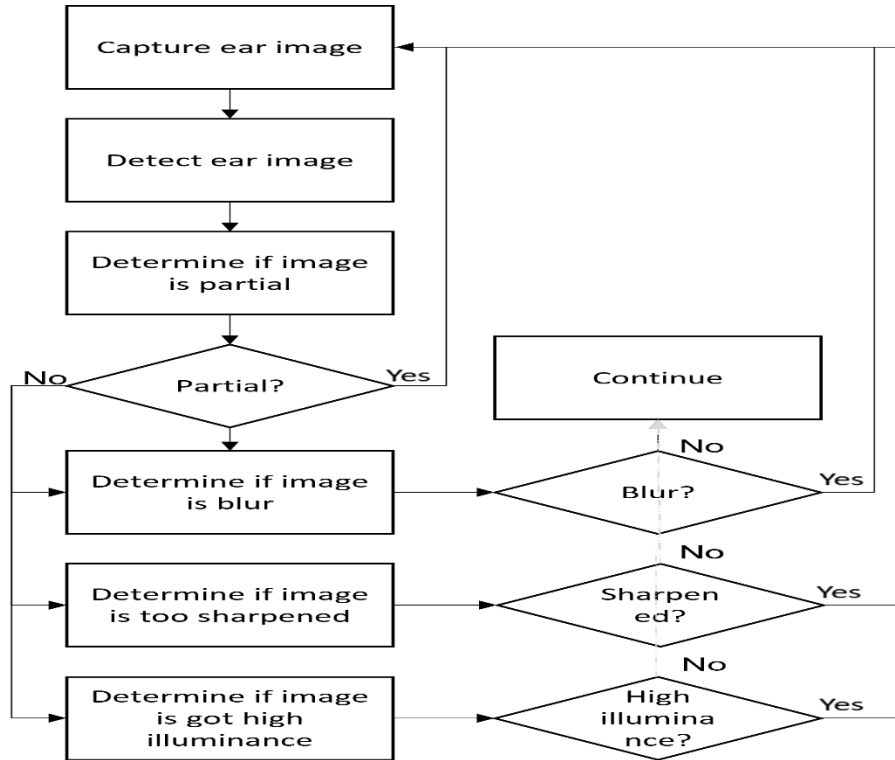 Capture ear image
Detect ear image
Determine if image
is partial
No
Partial?
Yes
Continue
No
Determine if image
is blur
Blur?
Yes
No
Determine if image
is too sharpened
Sharpen
ed?
Yes
No
Determine if image
is got high
illuminance
High
illumina
nce?
Yes